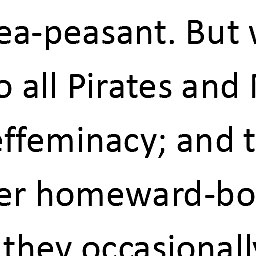 ea-peasant. But
o all Pirates and
effeminacy; and
er homeward-bo
they occasionally